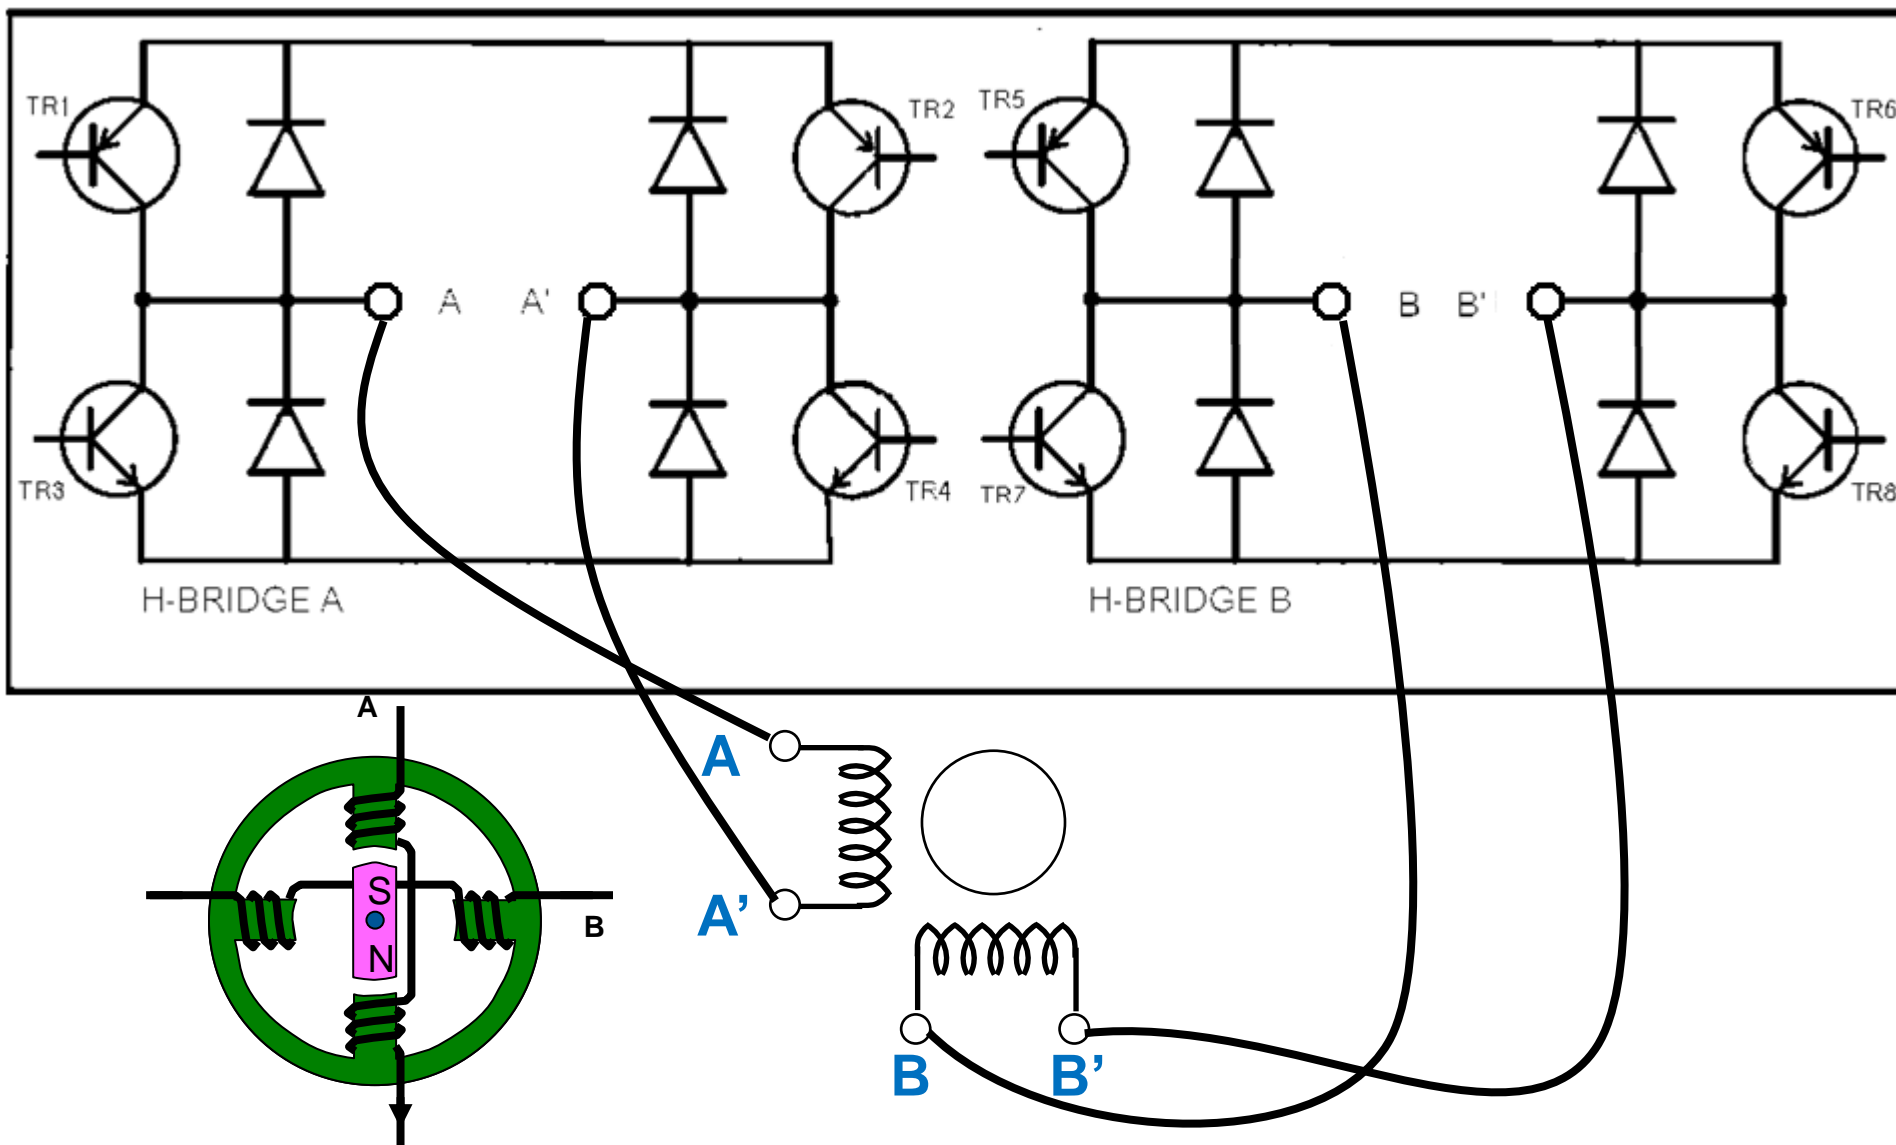 TR1
TR2
TR5
TR6
A
A'
B
B'
TR3
TR4
TR7
TR8
H-BRIDGE A
H-BRIDGE B
A
A
S
N
B
A’
B
B’